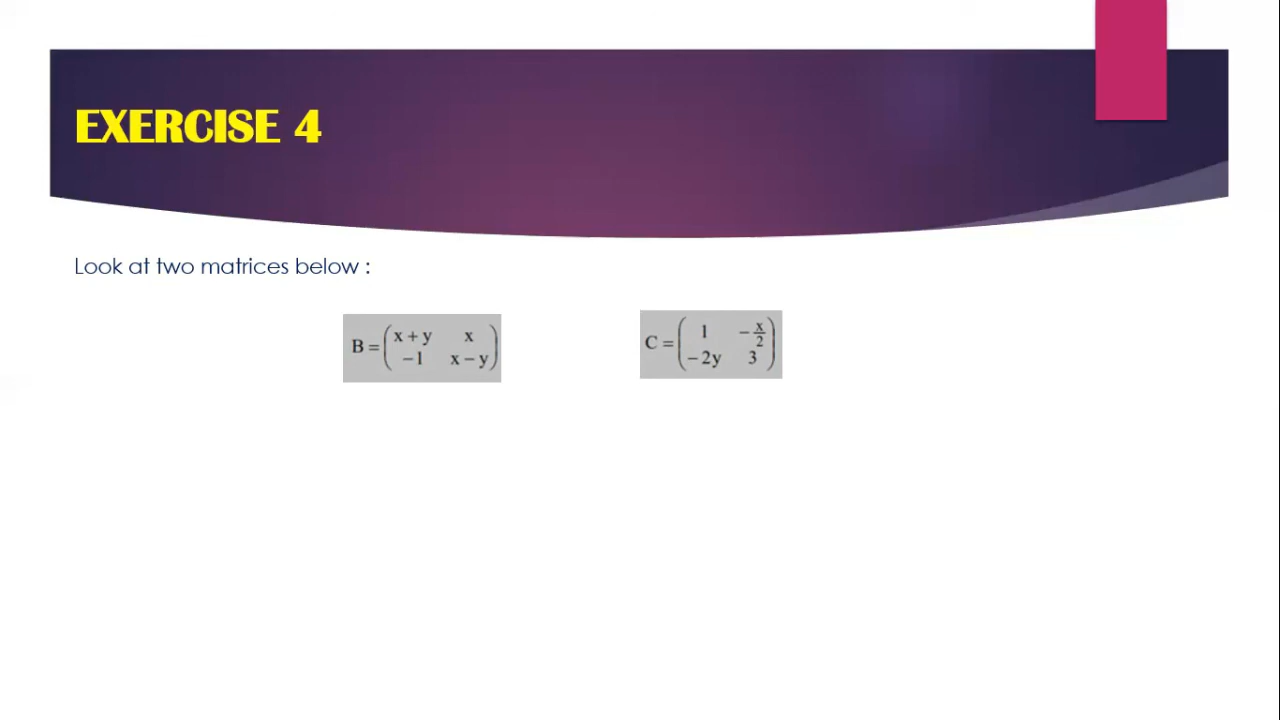 EXERCISE 4
Look at two matrices below :
B = (x + y x
−1 x − y)
C = (1 −x/2
−2y 3)